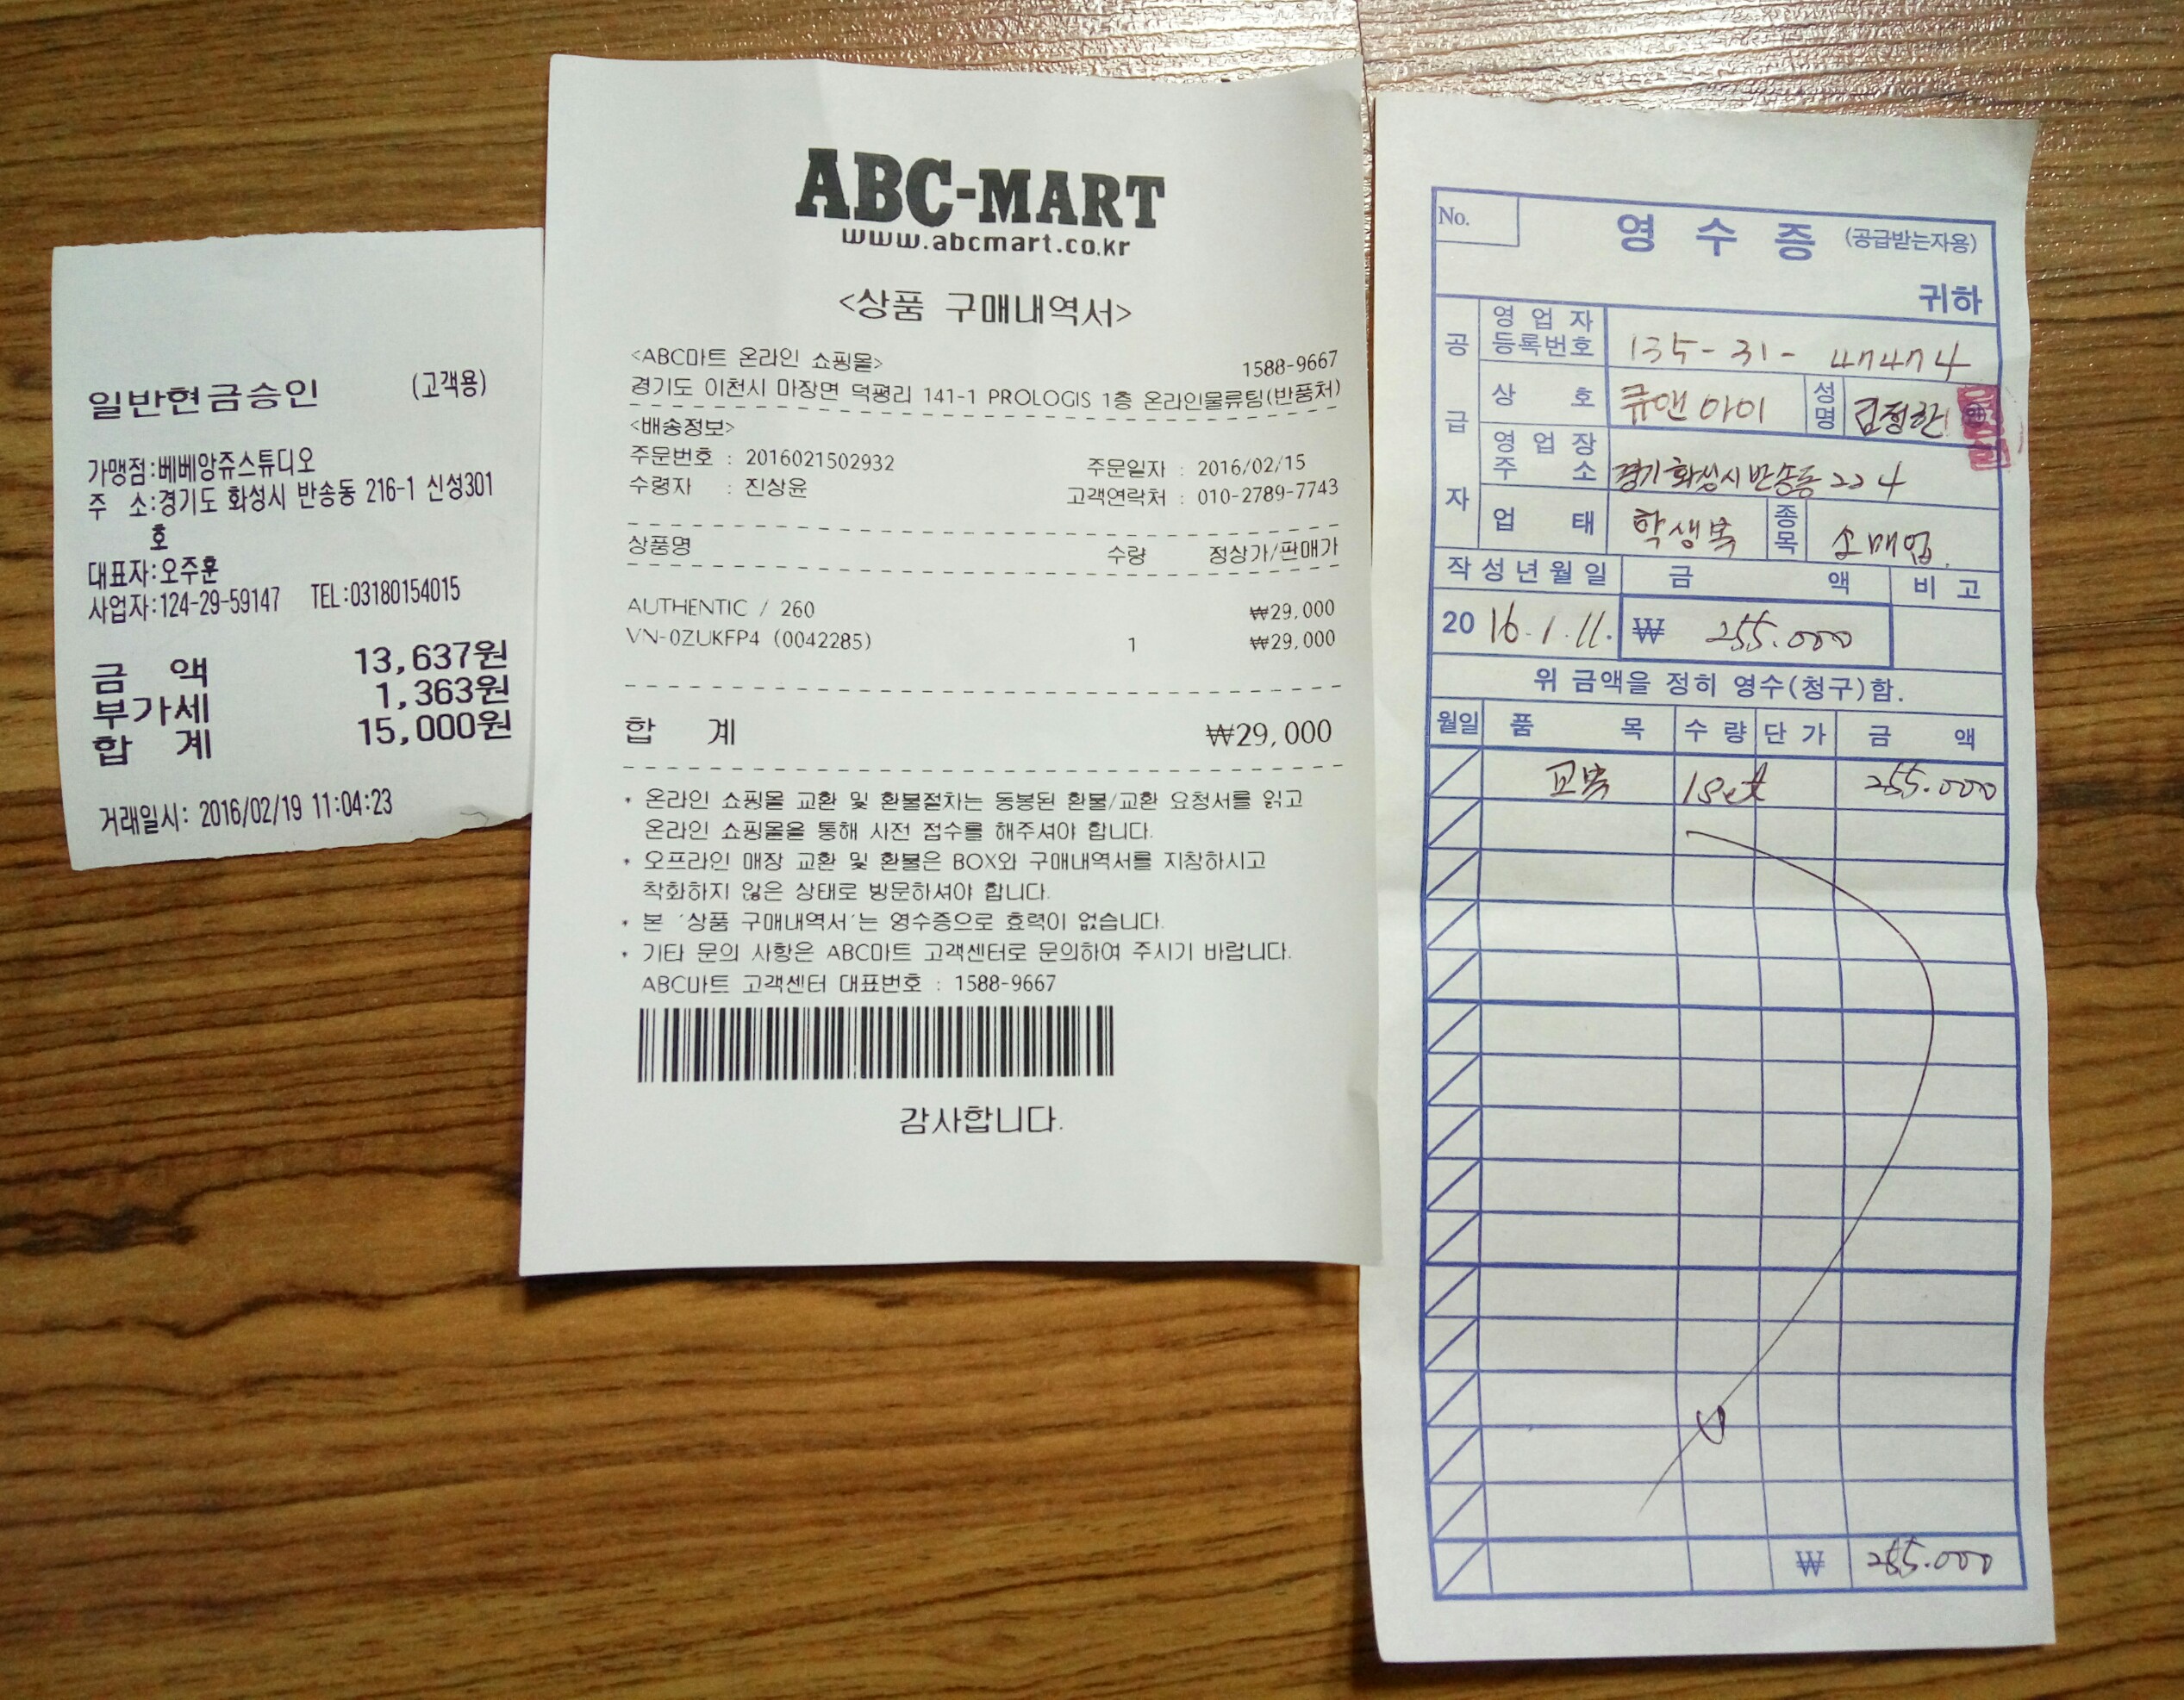 일반현금승인 (고객용)
가맹점:베베앙쥬스튜디오
주 소:경기도 화성시 반송동 216-1 신성301
호
대표자:오주훈
사업자:124-29-59147 TEL:03180154015
금 액 13,637원
부가세 1,363원
합 계 15,000원
거래일시: 2016/02/19 11:04:23
ABC-MART
www.abcmart.co.kr
<상품 구매내역서>
<ABC마트 온라인 쇼핑몰> 1588-9667
경기도 이천시 마장면 덕평리 141-1 PROLOGIS 1층 온라인물류팀(반품처)
<배송정보>
주문번호 : 2016021502932 주문일자 : 2016/02/15
수령자 : 진상윤 고객연락처 : 010-2789-7743
상품명 수량 정상가/판매가
AUTHENTIC / 260 ₩29,000
VN-0ZUKFP4 (0042285) 1 ₩29,000
합 계 ₩29,000
* 온라인 쇼핑몰 교환 및 환불절차는 동봉된 환불/교환 요청서를 읽고
온라인 쇼핑몰을 통해 사전 접수를 해주셔야 합니다.
* 오프라인 매장 교환 및 환불은 BOX와 구매내역서를 지참하시고
착화하지 않은 상태로 방문하셔야 합니다.
* 본 '상품 구매내역서'는 영수증으로 효력이 없습니다.
* 기타 문의 사항은 ABC마트 고객센터로 문의하여 주시기 바랍니다.
ABC마트 고객센터 대표번호 : 1588-9667
감사합니다.
No.
영 수 증 (공급받는자용)
귀하
공급자
영업자등록번호 135-31-47474
상 호 큐앤아이 성명 김정한
영업장주소 경기 화성시 반송동 224
업 태 학생복 종목 소매업.
작성년월일 금 액 비 고
2016.1.11. ₩ 255.000
위 금액을 정히 영수(청구)함.
월일 품 목 수 량 단 가 금 액
교복 1set 255.000
₩ 255.000